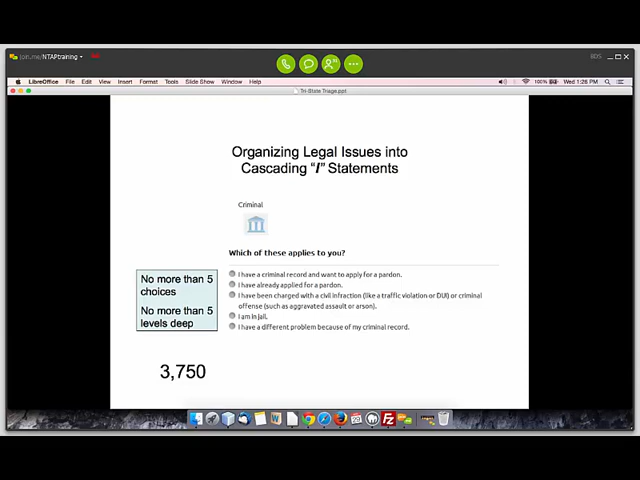 join.me/NTAPtraining
BDS
LibreOffice File Edit View Insert Format Tools Slide Show Window Help
100% Wed 1:26 PM
Tri-State Triage.ppt
Organizing Legal Issues into
Cascading "I" Statements
Criminal
Which of these applies to you?
I have a criminal record and want to apply for a pardon.
I have already applied for a pardon.
I have been charged with a civil infraction (like a traffic violation or DUI) or criminal
offense (such as aggravated assault or arson).
I am in jail.
I have a different problem because of my criminal record.
No more than 5
choices
No more than 5
levels deep
3,750